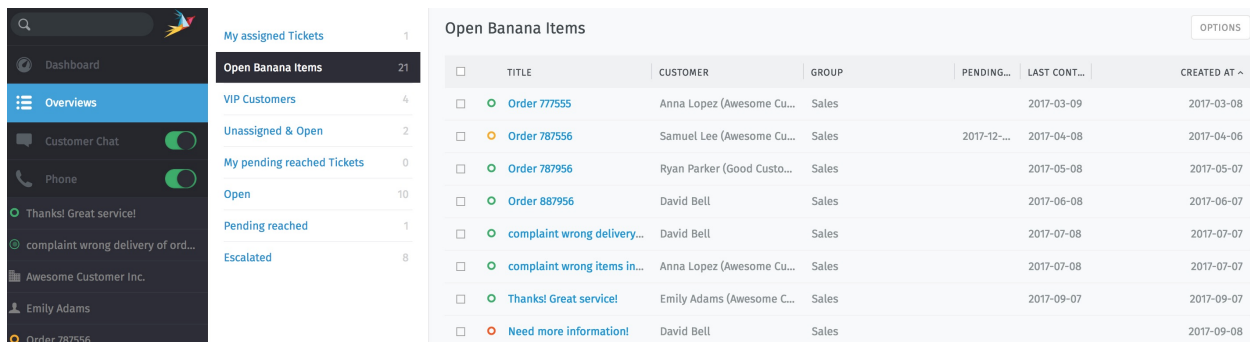 Dashboard
Overviews
Customer Chat
Phone
Thanks! Great service!
complaint wrong delivery of ord...
Awesome Customer Inc.
Emily Adams
Order 787556
My assigned Tickets 1
Open Banana Items 21
VIP Customers 4
Unassigned & Open 2
My pending reached Tickets 0
Open 10
Pending reached 1
Escalated 8
Open Banana Items
OPTIONS
TITLE CUSTOMER GROUP PENDING... LAST CONT... CREATED AT
Order 777555 Anna Lopez (Awesome Cu... Sales 2017-03-09 2017-03-08
Order 787556 Samuel Lee (Awesome Cu... Sales 2017-12-... 2017-04-08 2017-04-06
Order 787956 Ryan Parker (Good Custo... Sales 2017-05-08 2017-05-07
Order 887956 David Bell Sales 2017-06-08 2017-06-07
complaint wrong delivery... David Bell Sales 2017-07-08 2017-07-07
complaint wrong items in... Anna Lopez (Awesome Cu... Sales 2017-07-08 2017-07-07
Thanks! Great service! Emily Adams (Awesome C... Sales 2017-09-07 2017-09-07
Need more information! David Bell Sales 2017-09-08